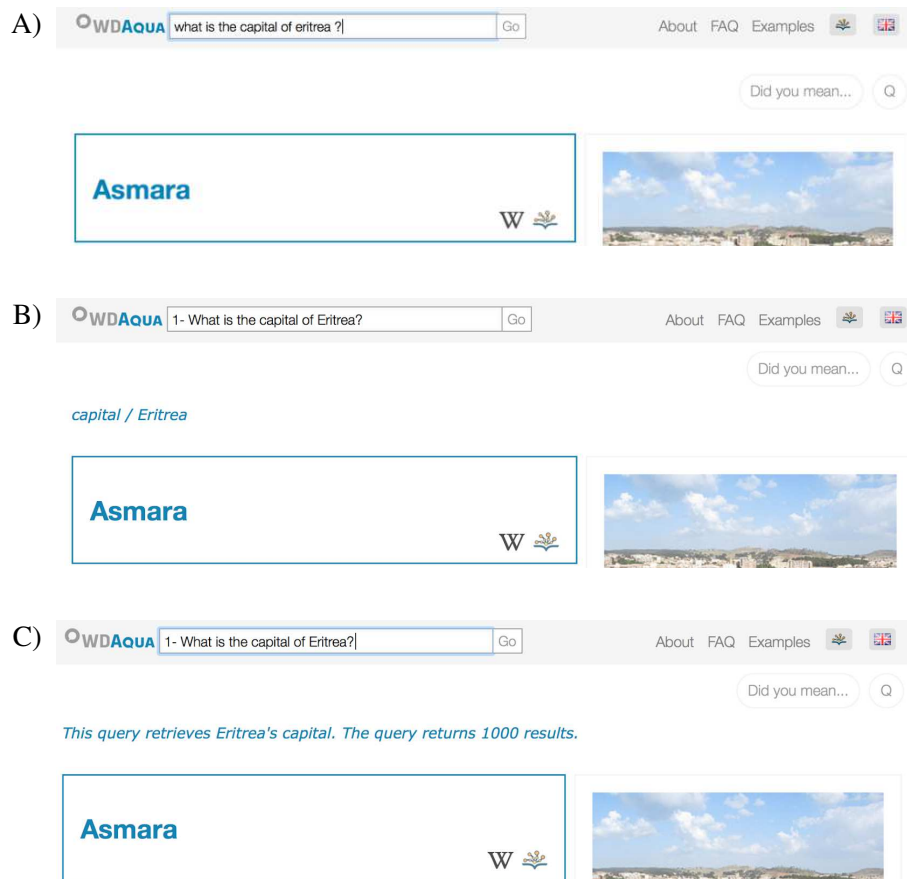 A) WDAQUA what is the capital of eritrea ? Go About FAQ Examples
Did you mean... Q
Asmara
W
B) WDAQUA 1- What is the capital of Eritrea? Go About FAQ Examples
Did you mean... Q
capital / Eritrea
Asmara
W
C) WDAQUA 1- What is the capital of Eritrea? Go About FAQ Examples
Did you mean... Q
This query retrieves Eritrea's capital. The query returns 1000 results.
Asmara
W